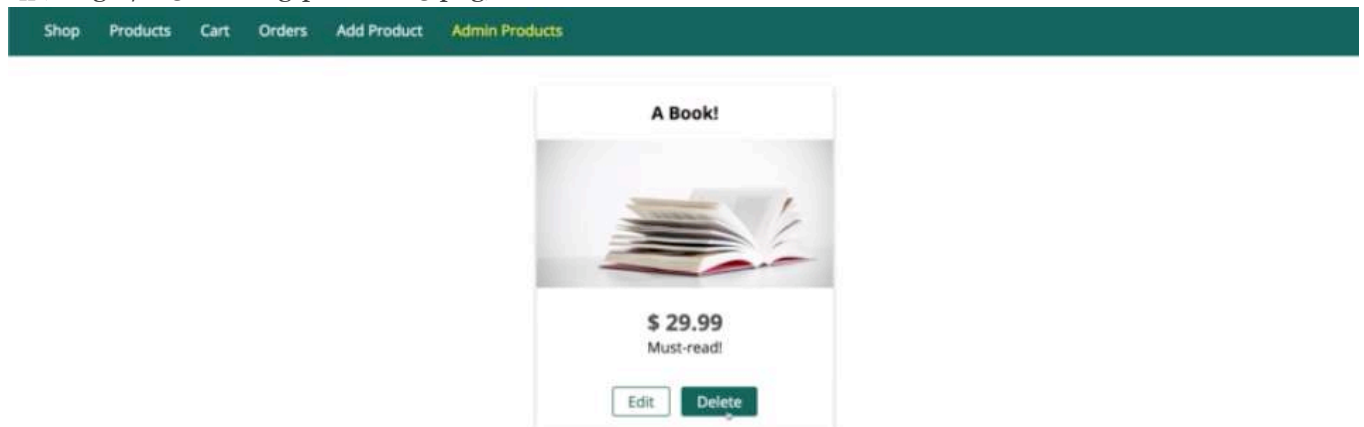 Shop Products Cart Orders Add Product Admin Products
A Book!
$ 29.99
Must-read!
Edit Delete